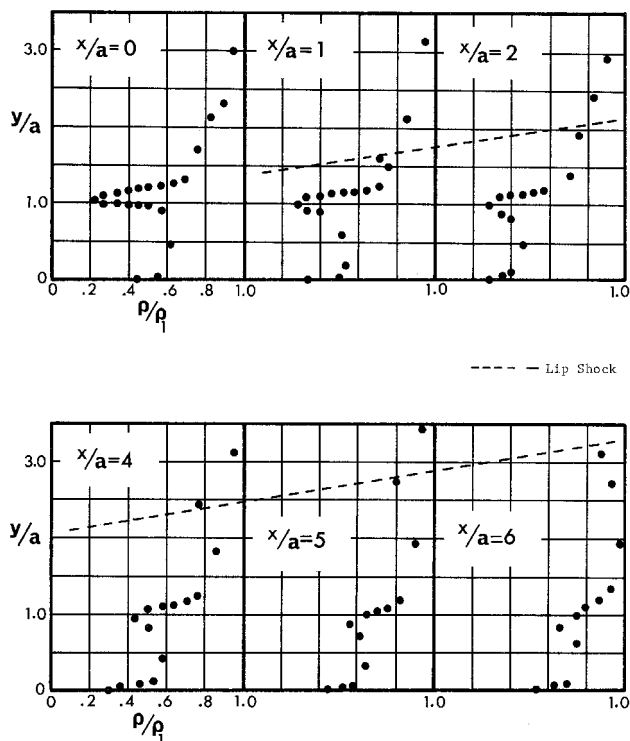 3.0
x/a=0
x/a=1
x/a=2
y/a
1.0
0
0 .2 .4 .6 .8 1.0 1.0 1.0
ρ/ρ1
Lip Shock
3.0
x/a=4
y/a
x/a=5
x/a=6
1.0
0
0 .2 .4 .6 .8 1.0 1.0 1.0
ρ/ρ1